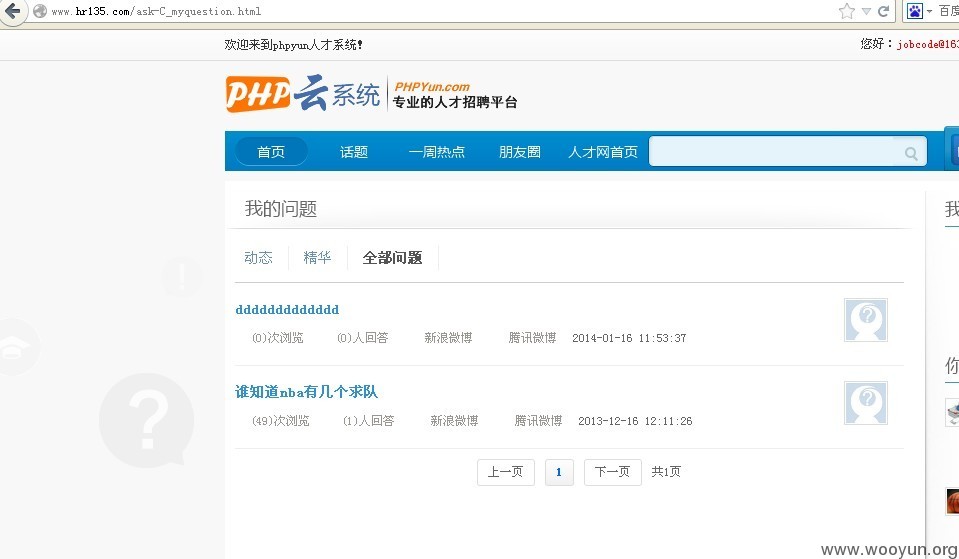 www.hr135.com/ask-C_myquestion.html
百度
欢迎来到phpyun人才系统!
您好：jobcode@163
PHP云系统
PHPYun.com
专业的人才招聘平台
首页 话题 一周热点 朋友圈 人才网首页
我的问题
我
动态 精华 全部问题
ddddddddddddd
(0)次浏览 (0)人回答 新浪微博 腾讯微博 2014-01-16 11:53:37
你
谁知道nba有几个求队
(49)次浏览 (1)人回答 新浪微博 腾讯微博 2013-12-16 12:11:26
上一页 1 下一页 共1页
www.wooyun.org